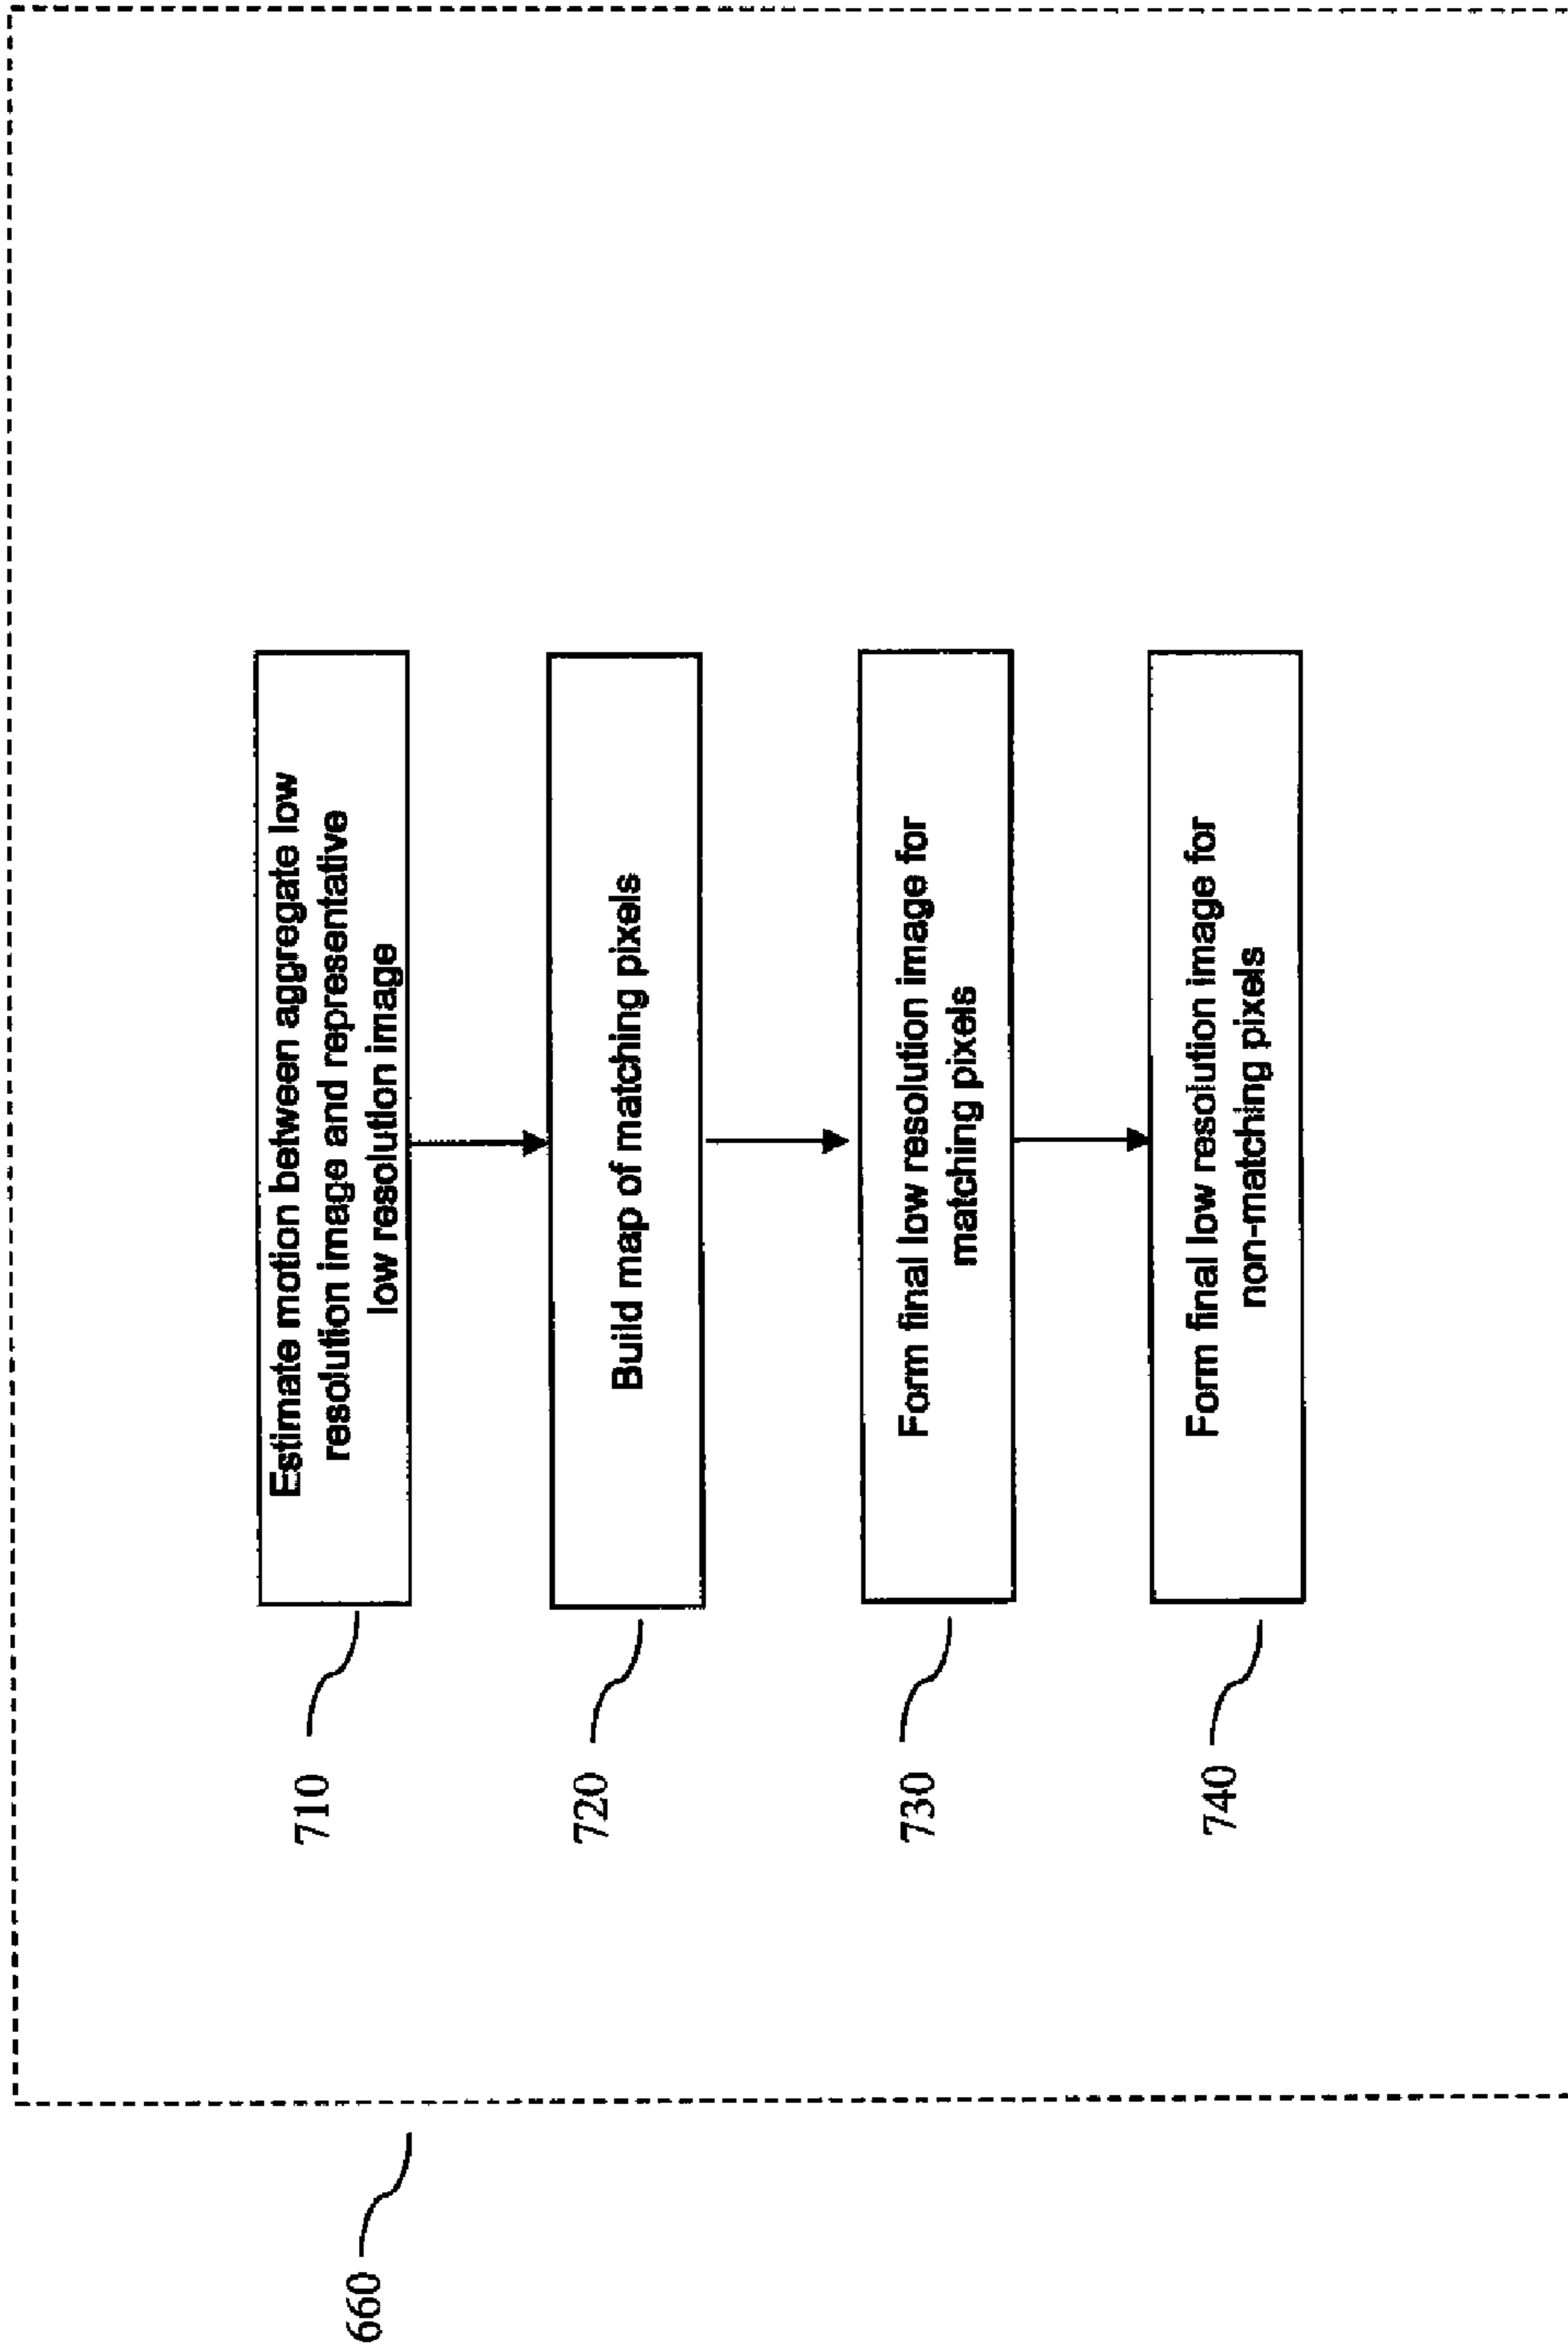 660
710
Estimate motion between aggregate low
resolution image and representative
low resolution image
720
Build map of matching pixels
730
Form final low resolution image for
matching pixels
740
Form final low resolution image for
non-matching pixels